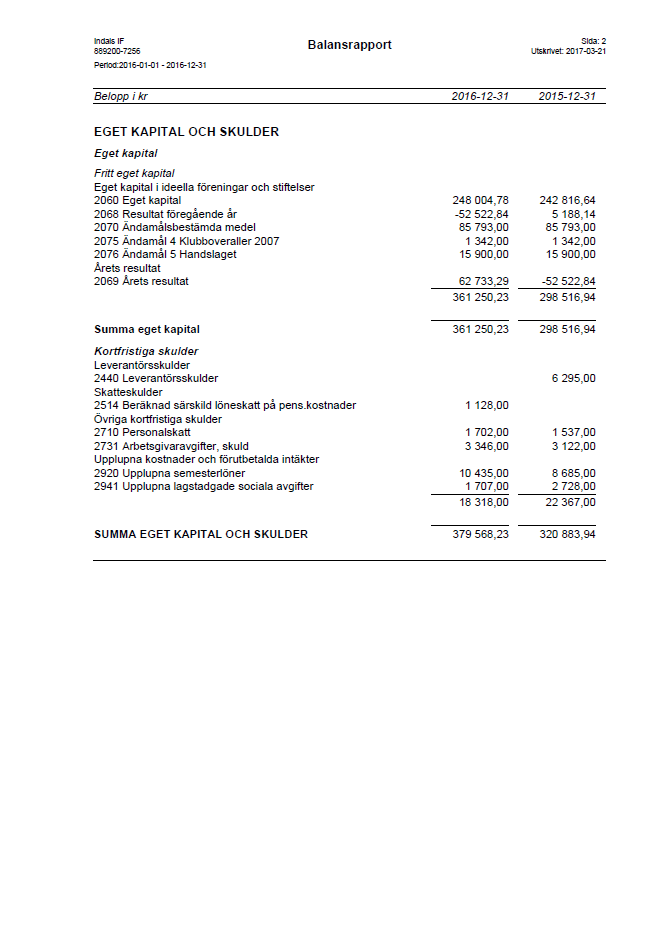 Indals IF Balansrapport Sida: 2
889200-7256 Utskrivet: 2017-03-21
Period:2016-01-01 - 2016-12-31
Belopp i kr 2016-12-31 2015-12-31
EGET KAPITAL OCH SKULDER
Eget kapital
Fritt eget kapital
Eget kapital i ideella föreningar och stiftelser
2060 Eget kapital 248 004,78 242 816,64
2068 Resultat föregående år -52 522,84 5 188,14
2070 Ändamålsbestämda medel 85 793,00 85 793,00
2075 Ändamål 4 Klubboveraller 2007 1 342,00 1 342,00
2076 Ändamål 5 Handslaget 15 900,00 15 900,00
Årets resultat
2069 Årets resultat 62 733,29 -52 522,84
361 250,23 298 516,94
Summa eget kapital 361 250,23 298 516,94
Kortfristiga skulder
Leverantörsskulder
2440 Leverantörsskulder 6 295,00
Skatteskulder
2514 Beräknad särskild löneskatt på pens.kostnader 1 128,00
Övriga kortfristiga skulder
2710 Personalskatt 1 702,00 1 537,00
2731 Arbetsgivaravgifter, skuld 3 346,00 3 122,00
Upplupna kostnader och förutbetalda intäkter
2920 Upplupna semesterlöner 10 435,00 8 685,00
2941 Upplupna lagstadgade sociala avgifter 1 707,00 2 728,00
18 318,00 22 367,00
SUMMA EGET KAPITAL OCH SKULDER 379 568,23 320 883,94